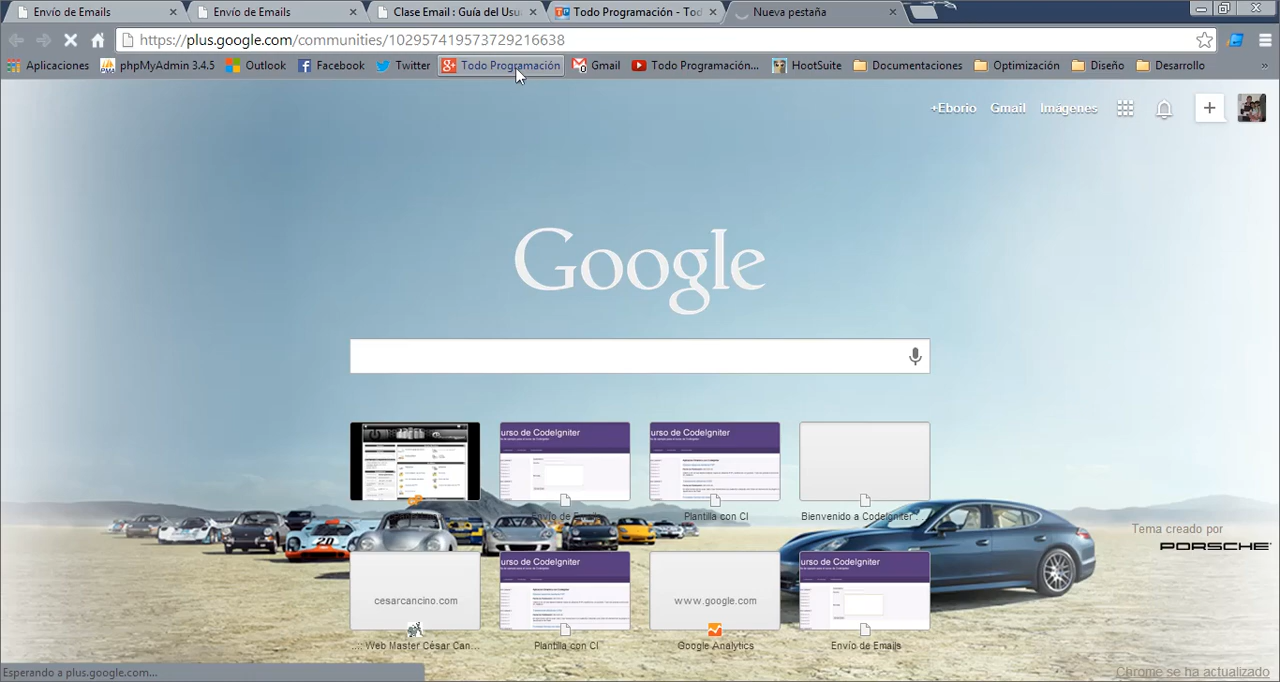 Envío de Emails
Envío de Emails
Clase Email : Guía del Usu
Todo Programación - Tod
Nueva pestaña
https://plus.google.com/communities/102957419573729216638
Aplicaciones
phpMyAdmin 3.4.5
Outlook
Facebook
Twitter
Todo Programación
Gmail
Todo Programación...
HootSuite
Documentaciones
Optimización
Diseño
Desarrollo
»
+Eborio
Gmail
Imágenes
Google
urso de CodeIgniter
urso de CodeIgniter
Envío de Emails
Plantilla con CI
Bienvenido a CodeIgniter ...
Tema creado por
PORSCHE
cesarcancino.com
urso de CodeIgniter
www.google.com
urso de CodeIgniter
..:: Web Master César Can...
Plantilla con CI
Google Analytics
Envío de Emails
Esperando a plus.google.com...
Chrome se ha actualizado